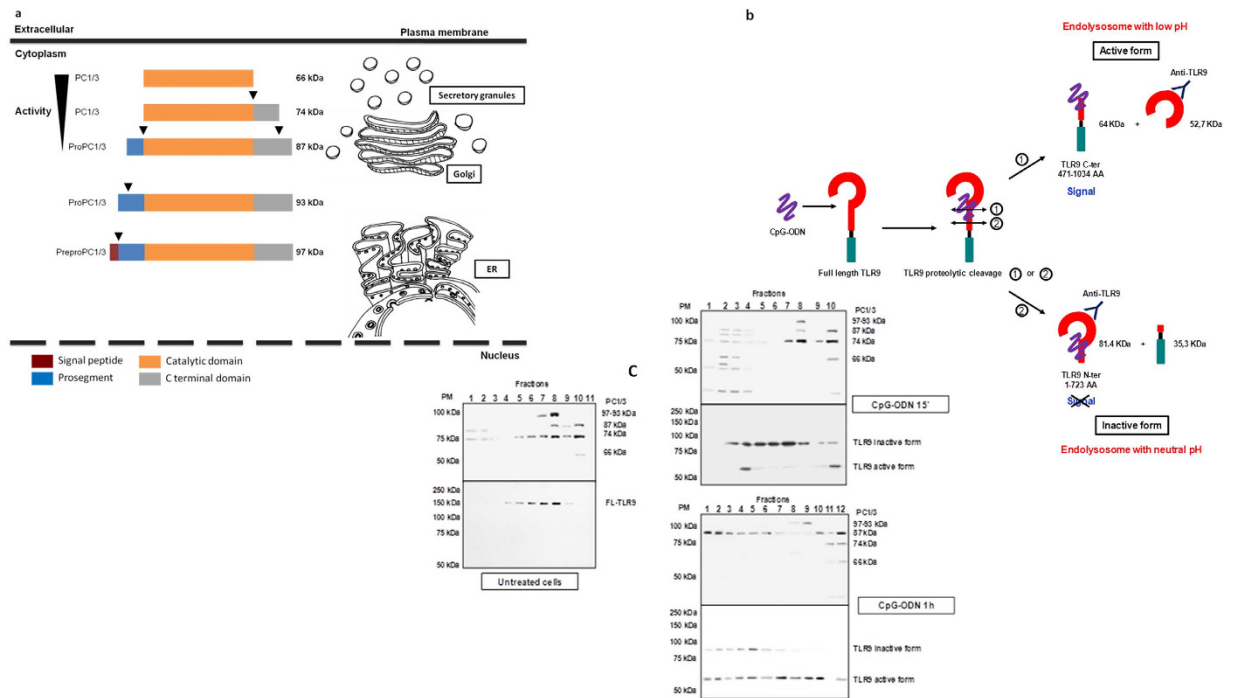 a
Extracellular
Plasma membrane
Cytoplasm
Activity
PC1/3
66 kDa
PC1/3
74 kDa
ProPC1/3
87 kDa
ProPC1/3
93 kDa
PreproPC1/3
97 kDa
Secretory granules
Golgi
ER
Nucleus
Signal peptide
Catalytic domain
Prosegment
C terminal domain
b
Endolysosome with low pH
Active form
Anti-TLR9
64 KDa
+
52,7 KDa
TLR9 C-ter
471-1034 AA
Signal
1
CpG-ODN
Full length TLR9
1
2
TLR9 proteolytic cleavage
1 or 2
2
Anti-TLR9
81.4 KDa
+
35,3 KDa
TLR9 N-ter
1-723 AA
Signal
Inactive form
Endolysosome with neutral pH
C
Fractions
PM 1 2 3 4 5 6 7 8 9 10 11 PC1/3
100 kDa
75 kDa
50 kDa
97-93 kDa
87 kDa
74 kDa
66 kDa
250 kDa
150 kDa
100 kDa
75 kDa
50 kDa
FL-TLR9
Untreated cells
Fractions
PM 1 2 3 4 5 6 7 8 9 10 PC1/3
100 kDa
75 kDa
50 kDa
97-93 kDa
87 kDa
74 kDa
66 kDa
CpG-ODN 15'
250 kDa
150 kDa
100 kDa
75 kDa
50 kDa
TLR9 inactive form
TLR9 active form
Fractions
PM 1 2 3 4 5 6 7 8 9 10 11 12 PC1/3
100 kDa
75 kDa
50 kDa
97-93 kDa
87 kDa
74 kDa
66 kDa
CpG-ODN 1h
250 kDa
150 kDa
100 kDa
75 kDa
50 kDa
TLR9 inactive form
TLR9 active form